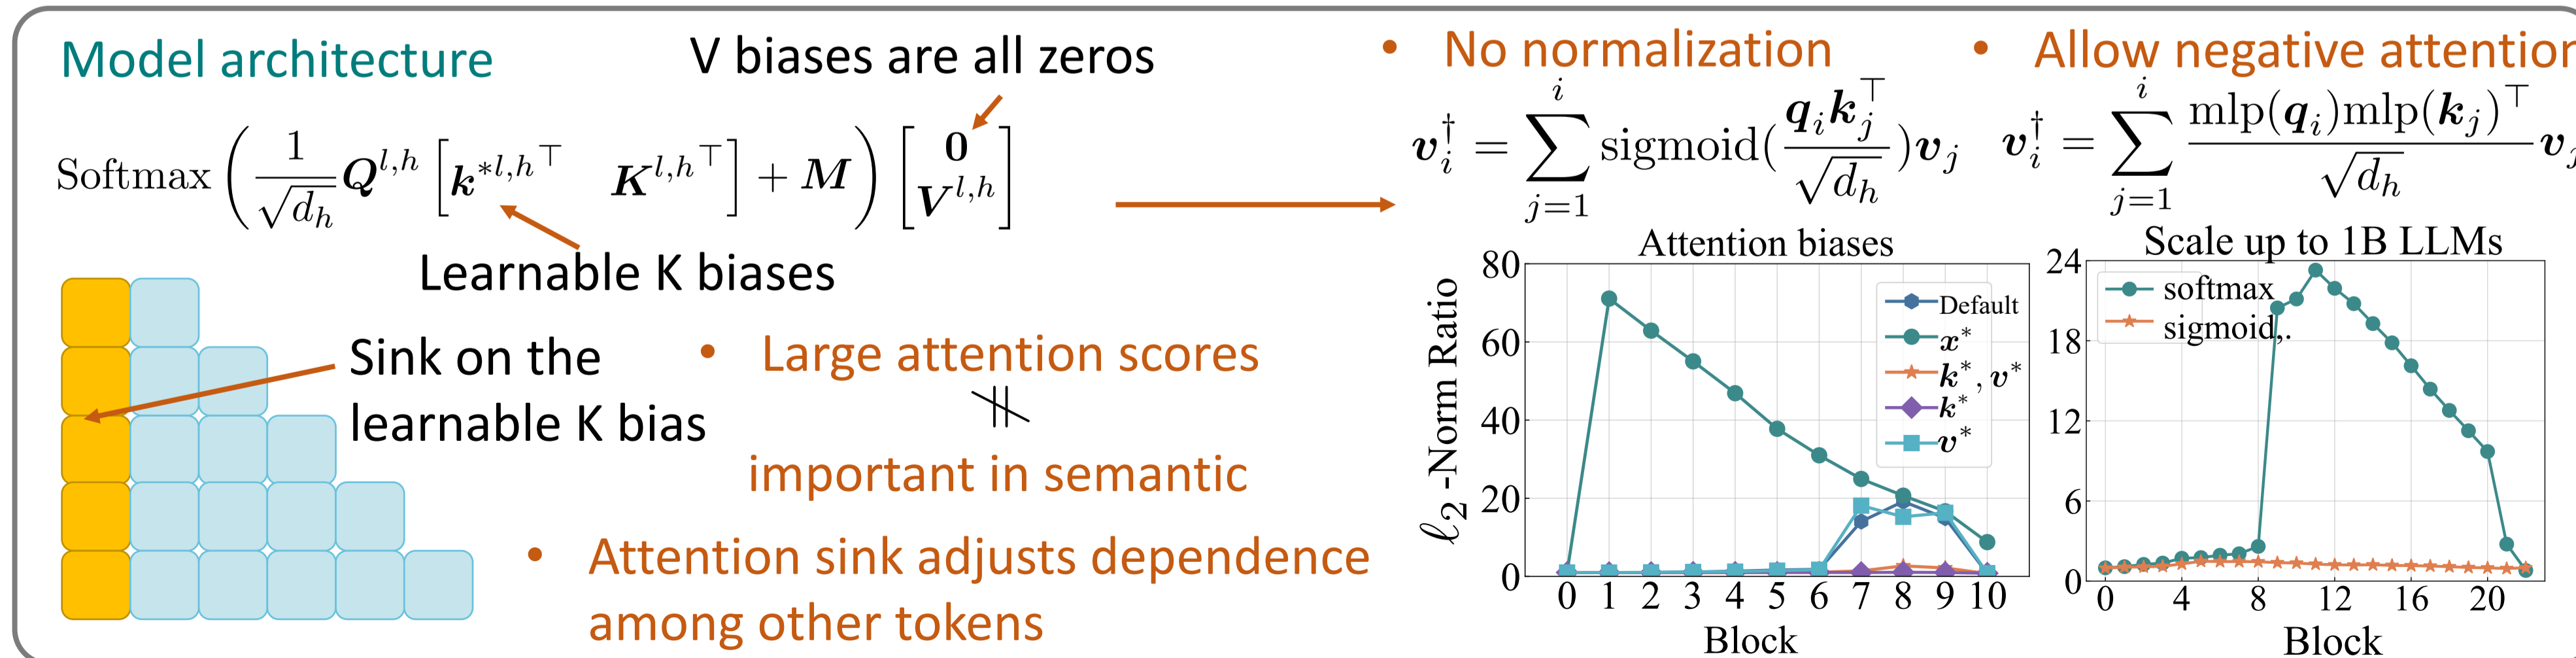 Model architecture
V biases are all zeros
Softmax ( 1/√d_h Q^{l,h} [ k^{*l,h⊤} K^{l,h⊤} ] + M ) [ 0 V^{l,h} ]
Learnable K biases
Sink on the
learnable K bias
• Large attention scores
≠
important in semantic
• Attention sink adjusts dependence
among other tokens
• No normalization
v_i^† = ∑_{j=1}^{i} sigmoid( q_i k_j^⊤ / √d_h ) v_j
• Allow negative attention
v_i^† = ∑_{j=1}^{i} mlp(q_i)mlp(k_j)^⊤ / √d_h v_j
Attention biases
ℓ₂ -Norm Ratio
80
60
40
20
0
Default
x*
k*, v*
k*
v*
0 1 2 3 4 5 6 7 8 9 10
Block
Scale up to 1B LLMs
24
18
12
6
0
softmax
sigmoid,.
0 4 8 12 16 20
Block